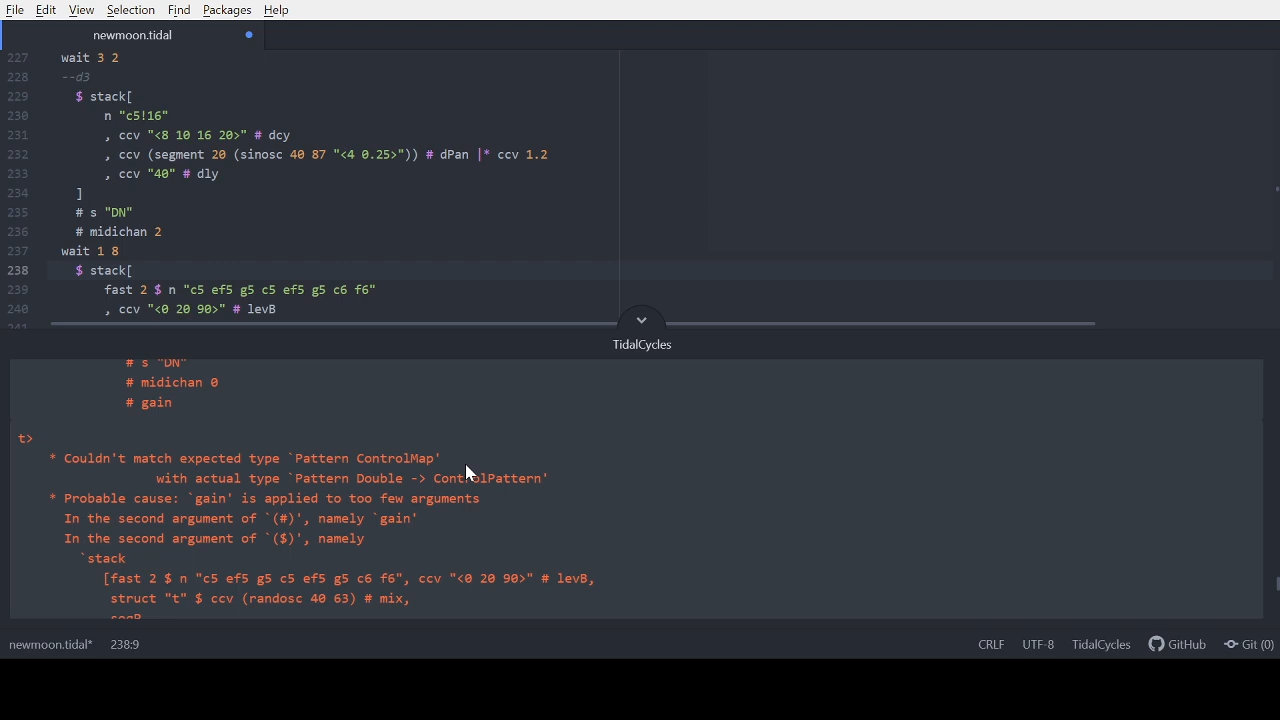 File Edit View Selection Find Packages Help
newmoon.tidal
227 wait 3 2
228 --d3
229 $ stack[
230 n "c5!16"
231 , ccv "<8 10 16 20>" # dcy
232 , ccv (segment 20 (sinosc 40 87 "<4 0.25>")) # dPan |* ccv 1.2
233 , ccv "40" # dly
234 ]
235 # s "DN"
236 # midichan 2
237 wait 1 8
238 $ stack[
239 fast 2 $ n "c5 ef5 g5 c5 ef5 g5 c6 f6"
240 , ccv "<0 20 90>" # levB
241
TidalCycles
# s "DN"
# midichan 0
# gain
t>
* Couldn't match expected type `Pattern ControlMap'
with actual type `Pattern Double -> ControlPattern'
* Probable cause: `gain' is applied to too few arguments
In the second argument of `(#)', namely `gain'
In the second argument of `($)', namely
`stack
[fast 2 $ n "c5 ef5 g5 c5 ef5 g5 c6 f6", ccv "<0 20 90>" # levB,
struct "t" $ ccv (randosc 40 63) # mix,
newmoon.tidal* 238:9 CRLF UTF-8 TidalCycles GitHub Git (0)